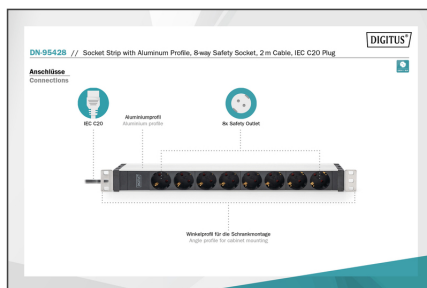 DIGITUS®
DN-95428 // Socket Strip with Aluminum Profile, 8-way Safety Socket, 2 m Cable, IEC C20 Plug
Anschlüsse
Connections
IEC C20
Aluminiumprofil
Aluminum profile
8x Safety Outlet
Winkelprofil für die Schrankmontage
Angle profile for cabinet mounting